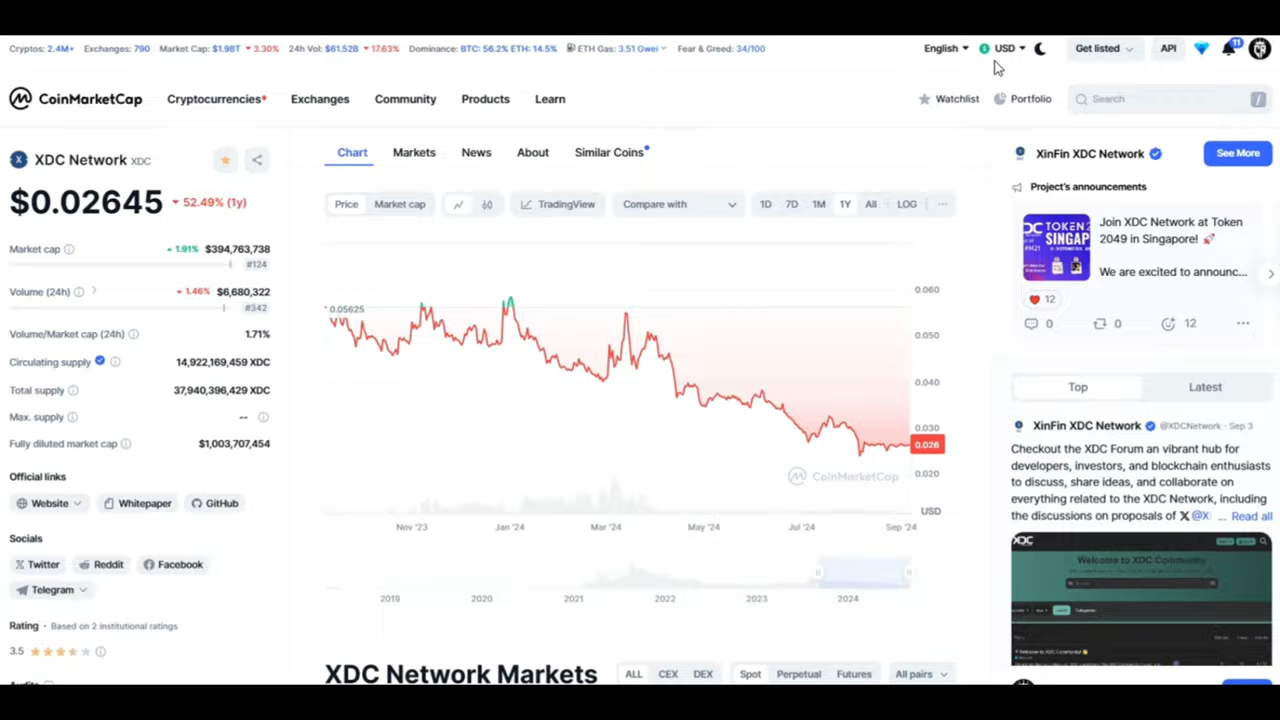 Cryptos: 2.4M+ Exchanges: 790 Market Cap: $1.98T 3.30% 24h Vol: $61.52B 17.63% Dominance: BTC: 56.2% ETH: 14.5% ETH Gas: 3.51 Gwei Fear & Greed: 34/100
English USD Get listed API 11
CoinMarketCap Cryptocurrencies Exchanges Community Products Learn
Watchlist Portfolio Search /
XDC Network XDC
$0.02645 52.49% (1y)
Market cap 1.91% $394,763,738
#124
Volume (24h) 1.46% $6,680,322
#342
Volume/Market cap (24h) 1.71%
Circulating supply 14,922,169,459 XDC
Total supply 37,940,396,429 XDC
Max. supply --
Fully diluted market cap $1,003,707,454
Official links
Website Whitepaper GitHub
Socials
Twitter Reddit Facebook
Telegram
Rating · Based on 2 institutional ratings
3.5
Chart Markets News About Similar Coins
Price Market cap TradingView Compare with 1D 7D 1M 1Y All LOG ...
0.05625
0.060
0.050
0.040
0.030
0.026
0.020
CoinMarketCap
USD
Nov '23 Jan '24 Mar '24 May '24 Jul '24 Sep '24
2019 2020 2021 2022 2023 2024
XDC Network Markets ALL CEX DEX Spot Perpetual Futures All pairs
XinFin XDC Network See More
Project's announcements
Join XDC Network at Token
2049 in Singapore! 🚀
We are excited to announc...
12
0 0 12 ...
Top Latest
XinFin XDC Network @XDCNetwork · Sep 3
Checkout the XDC Forum an vibrant hub for
developers, investors, and blockchain enthusiasts
to discuss, share ideas, and collaborate on
everything related to the XDC Network, including
the discussions on proposals of X @X ... Read all
XDC
Welcome to XDC Community